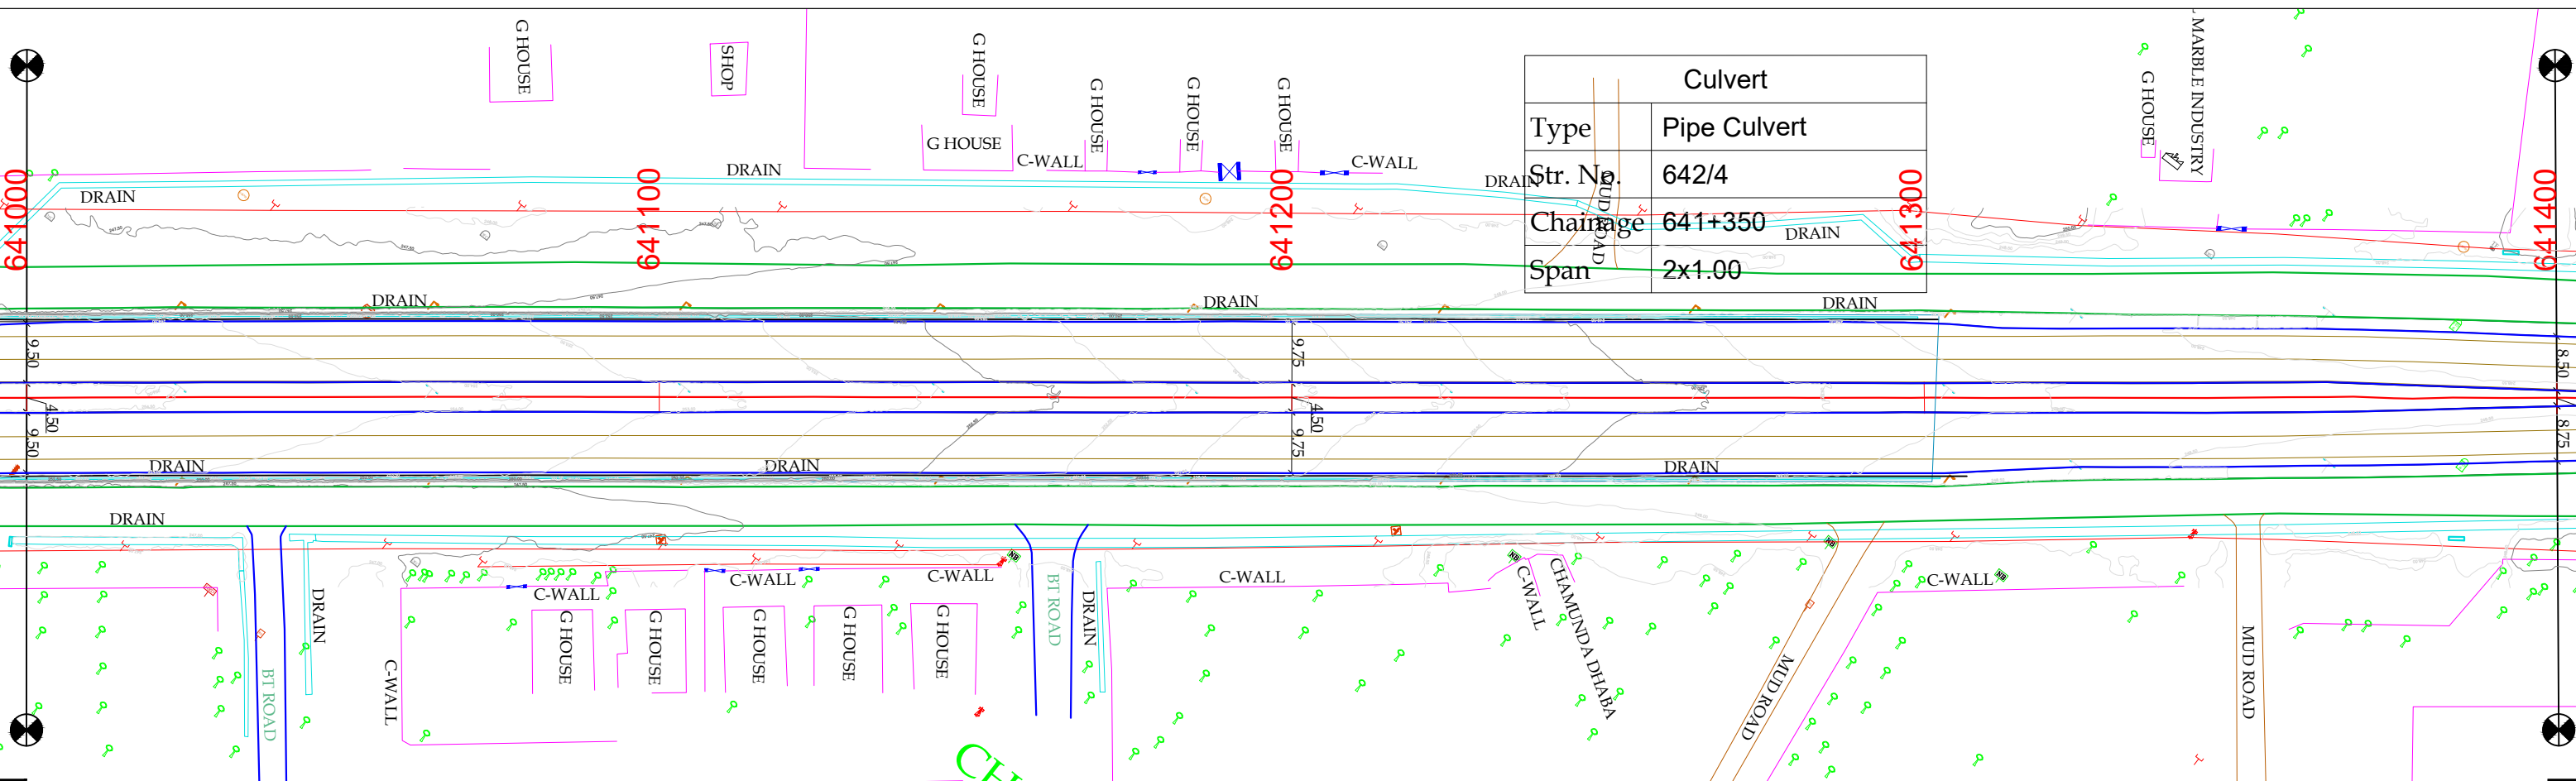 G HOUSE
SHOP
G HOUSE
G HOUSE
G HOUSE
G HOUSE
G HOUSE
G HOUSE
MARBLE INDUSTRY
C-WALL
C-WALL
DRAIN
DRAIN
DRAIN
DRAIN
Culvert
Type Pipe Culvert
Str. No. 642/4
Chainage 641+350
Span 2x1.00
MUD ROAD
641000
641100
641200
641300
641400
DRAIN
DRAIN
DRAIN
9.50
9.75
8.50
4.50
4.50
9.50
9.75
8.75
DRAIN
DRAIN
DRAIN
DRAIN
BT ROAD
DRAIN
C-WALL
C-WALL
C-WALL
C-WALL
G HOUSE
G HOUSE
G HOUSE
G HOUSE
G HOUSE
BT ROAD
DRAIN
C-WALL
C-WALL
CHAMUNDA DHABA
MUD ROAD
C-WALL
MUD ROAD